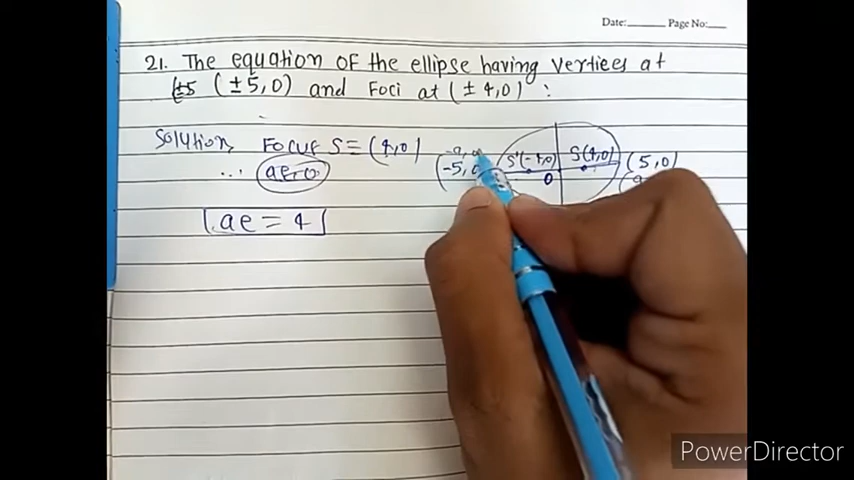 Date: Page No:
21. The equation OF the ellipse having vertices at
(±5,0) and Foci at (±4,0) :
Solution, Focus S = (4,0)
∴ ae,0
ae = 4
-a,
(-5,0
S'(-4,0)
S(4,0)
(5,0)
0
PowerDirector